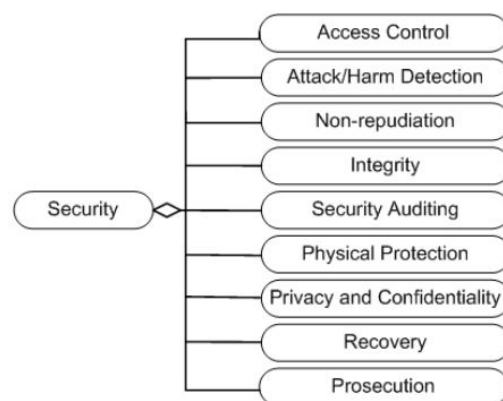 Access Control
Attack/Harm Detection
Non-repudiation
Integrity
Security
Security Auditing
Physical Protection
Privacy and Confidentiality
Recovery
Prosecution